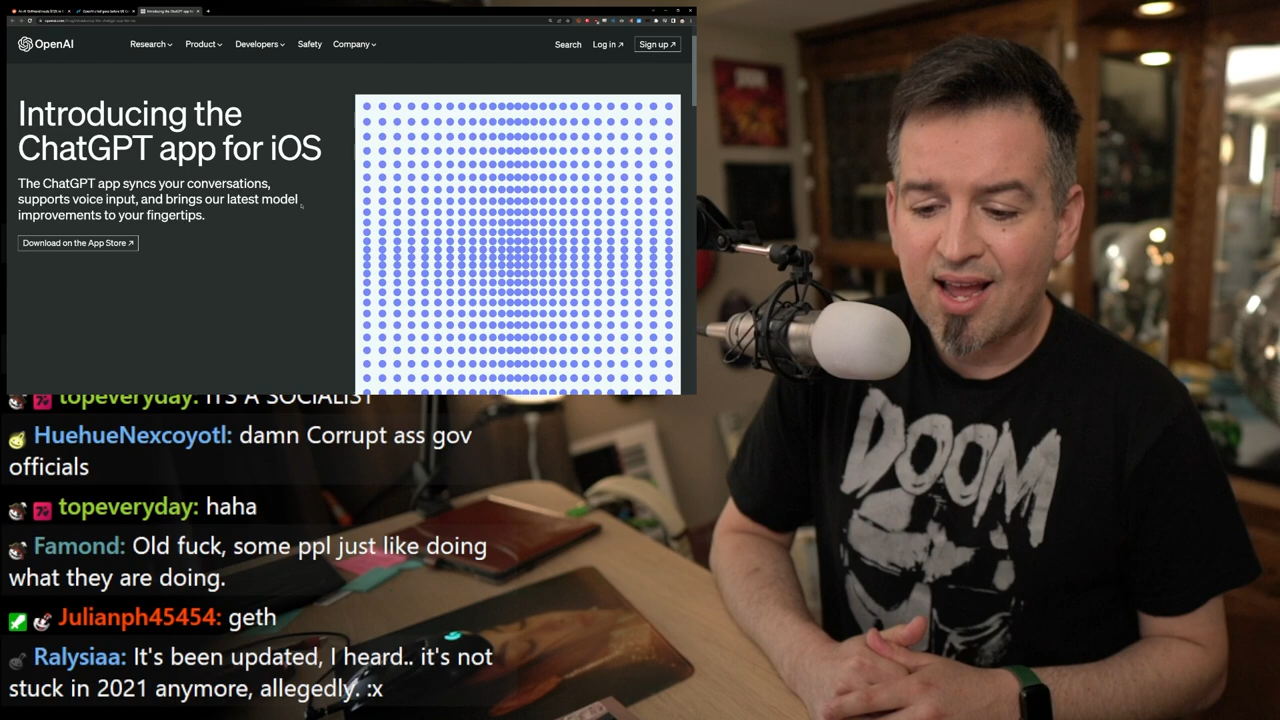 OpenAI
Research
Product
Developers
Safety
Company
Search
Log in ↗
Sign up ↗
Introducing the
ChatGPT app for iOS
The ChatGPT app syncs your conversations,
supports voice input, and brings our latest model
improvements to your fingertips.
Download on the App Store ↗
topeveryday: ITS A SOCIALIST
HuehueNexcoyotl: damn Corrupt ass gov
officials
topeveryday: haha
Famond: Old fuck, some ppl just like doing
what they are doing.
Julianph45454: geth
Ralysiaa: It's been updated, I heard.. it's not
stuck in 2021 anymore, allegedly. :x
DOOM